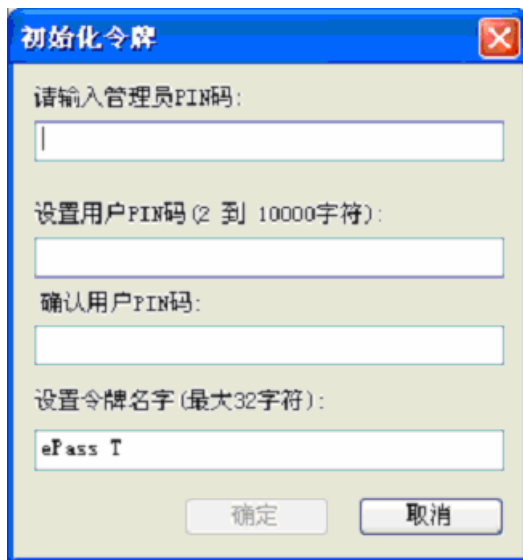 初始化令牌
请输入管理员PIN码:
设置用户PIN码(2 到 10000字符):
确认用户PIN码:
设置令牌名字(最大32字符):
ePass T
确定 取消